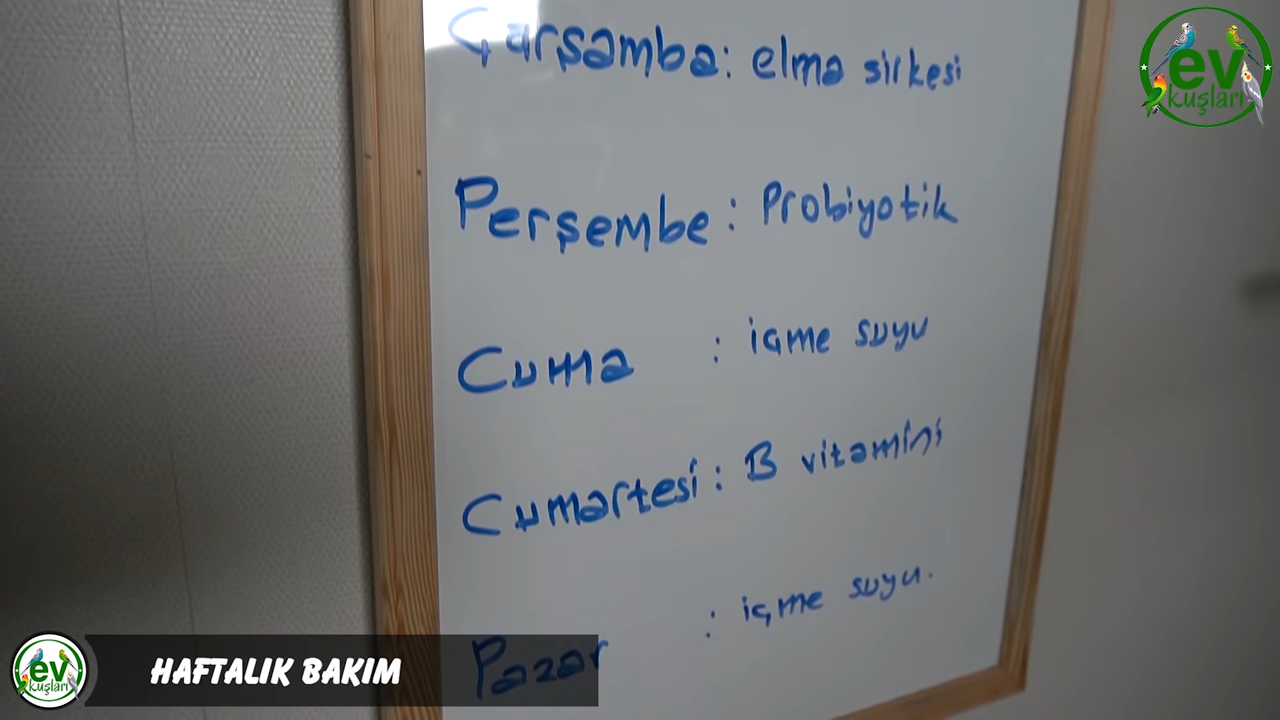 Çarşamba: elma sirkesi
ev
kuşları
Perşembe: Probiyotik
Cuma : içme suyu
Cumartesi: B vitamini
Pazar : içme suyu.
ev
kuşları
HAFTALIK BAKIM